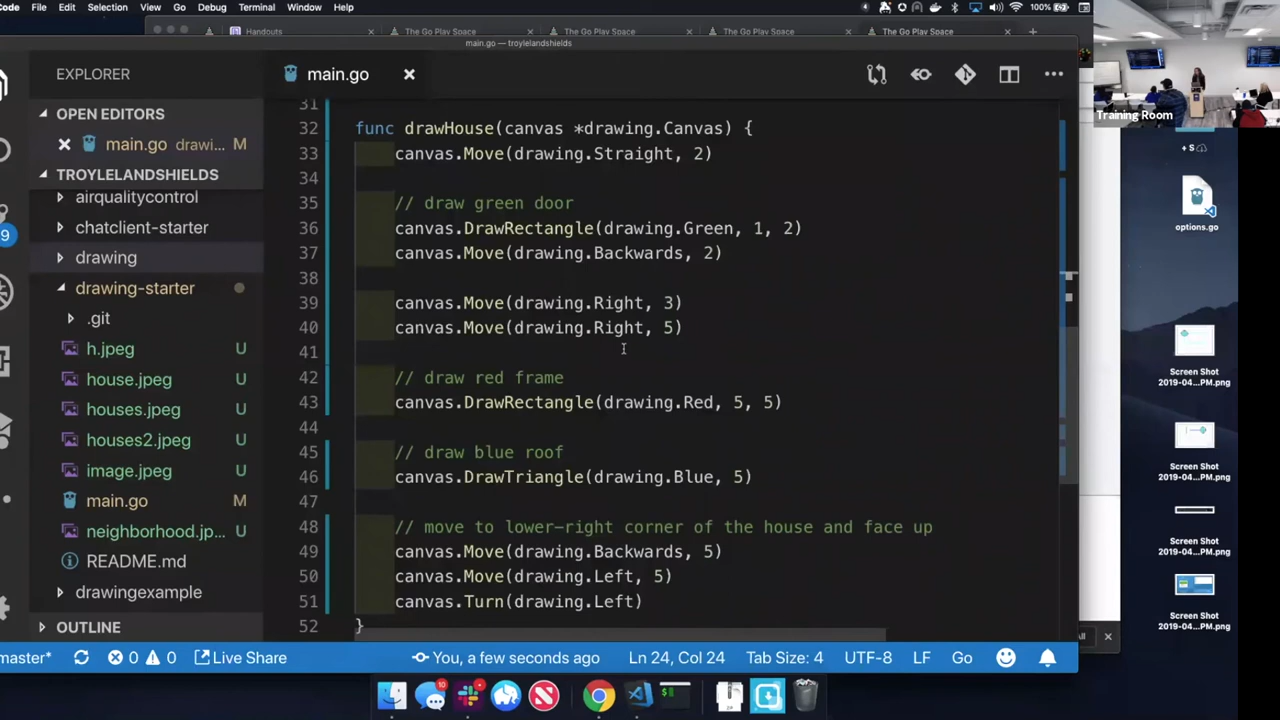 Code File Edit Selection View Go Debug Terminal Window Help 100%
Handouts The Go Play Space The Go Play Space The Go Play Space The Go Play Space
main.go — troylelandshields
EXPLORER
OPEN EDITORS
main.go drawi... M
TROYLELANDSHIELDS
airqualitycontrol
chatclient-starter
drawing
drawing-starter
.git
h.jpeg U
house.jpeg U
houses.jpeg U
houses2.jpeg U
image.jpeg U
main.go M
neighborhood.jp... U
README.md
drawingexample
OUTLINE
main.go
31
32 func drawHouse(canvas *drawing.Canvas) {
33 canvas.Move(drawing.Straight, 2)
34
35 // draw green door
36 canvas.DrawRectangle(drawing.Green, 1, 2)
37 canvas.Move(drawing.Backwards, 2)
38
39 canvas.Move(drawing.Right, 3)
40 canvas.Move(drawing.Right, 5)
41
42 // draw red frame
43 canvas.DrawRectangle(drawing.Red, 5, 5)
44
45 // draw blue roof
46 canvas.DrawTriangle(drawing.Blue, 5)
47
48 // move to lower-right corner of the house and face up
49 canvas.Move(drawing.Backwards, 5)
50 canvas.Move(drawing.Left, 5)
51 canvas.Turn(drawing.Left)
52 }
master* 0 0 Live Share You, a few seconds ago Ln 24, Col 24 Tab Size: 4 UTF-8 LF Go
9
10
Training Room
+ S
options.go
Screen Shot
2019-04...PM.png
Screen Shot
2019-04...PM.png
Screen Shot
2019-04...PM.png
Screen Shot
2019-04...PM.png
All